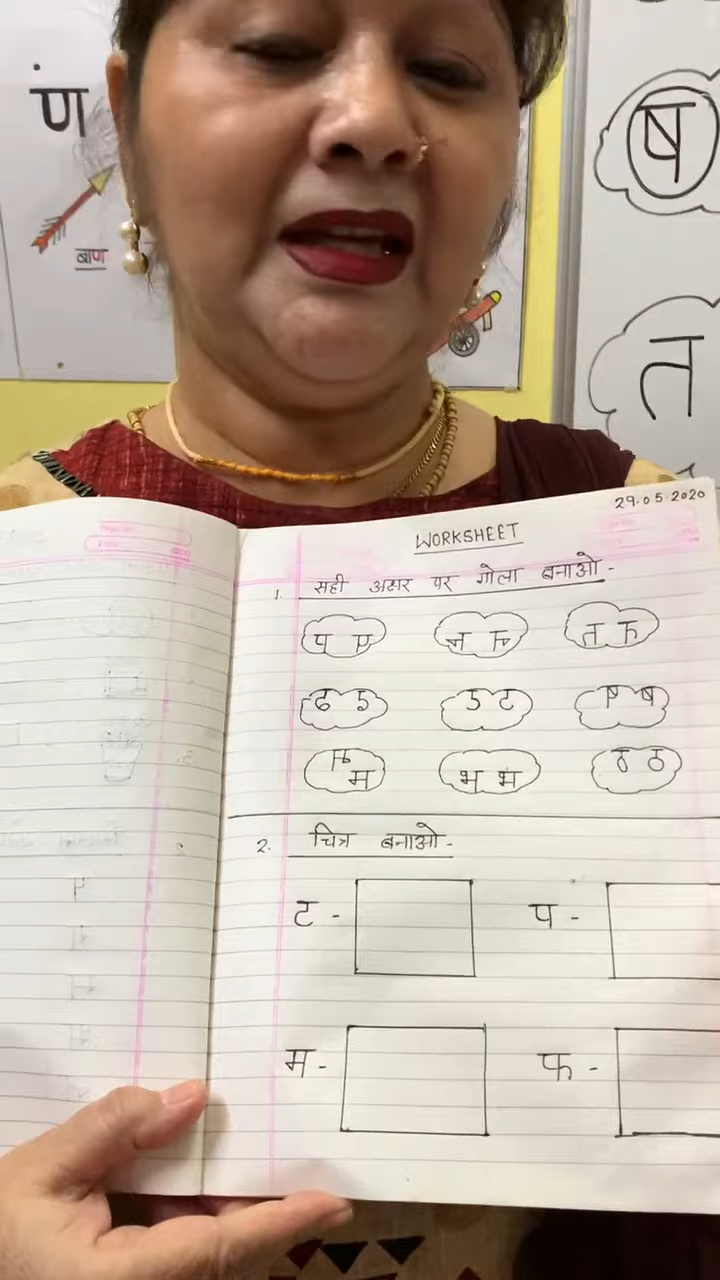 ण
बाण
ष
त
29.05.2020
WORKSHEET
1. सही अक्षर पर गोला बनाओ -
प
त
ढ ड
ड ट
ष
म
भ भ
ठ ठ
2. चित्र बनाओ -
ट - प -
म - फ -